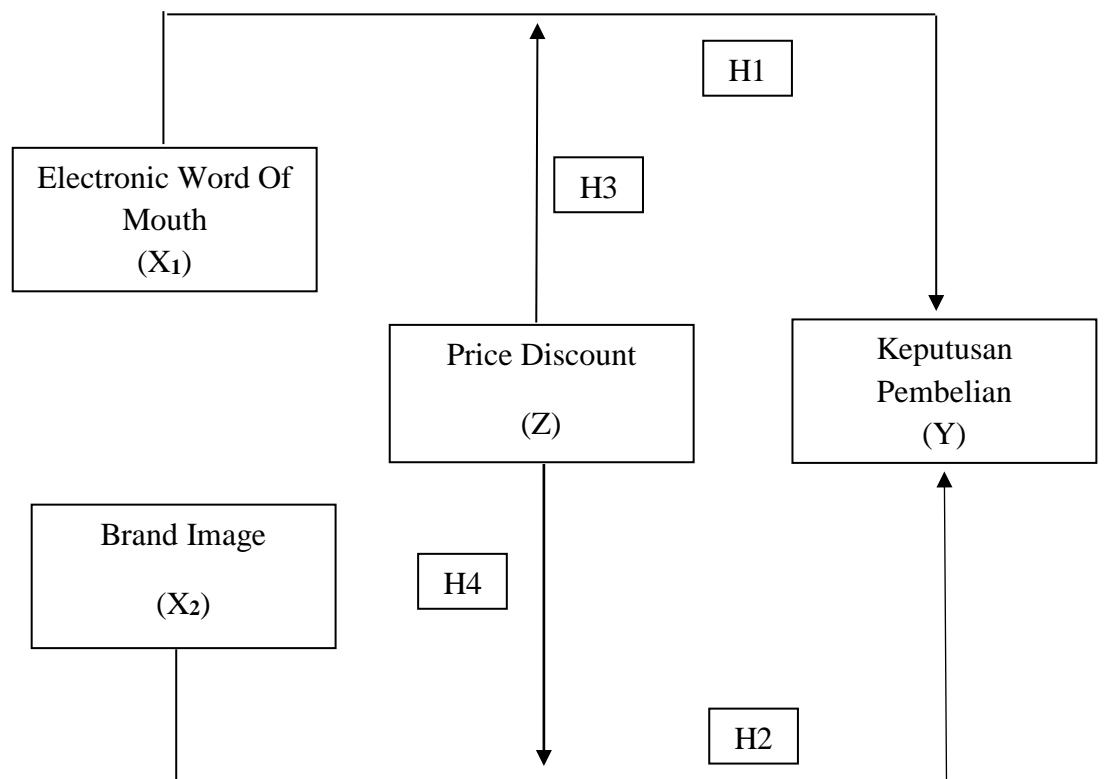 H1
Electronic Word Of
Mouth
(X1)
H3
Price Discount
(Z)
Keputusan
Pembelian
(Y)
Brand Image
(X2)
H4
H2